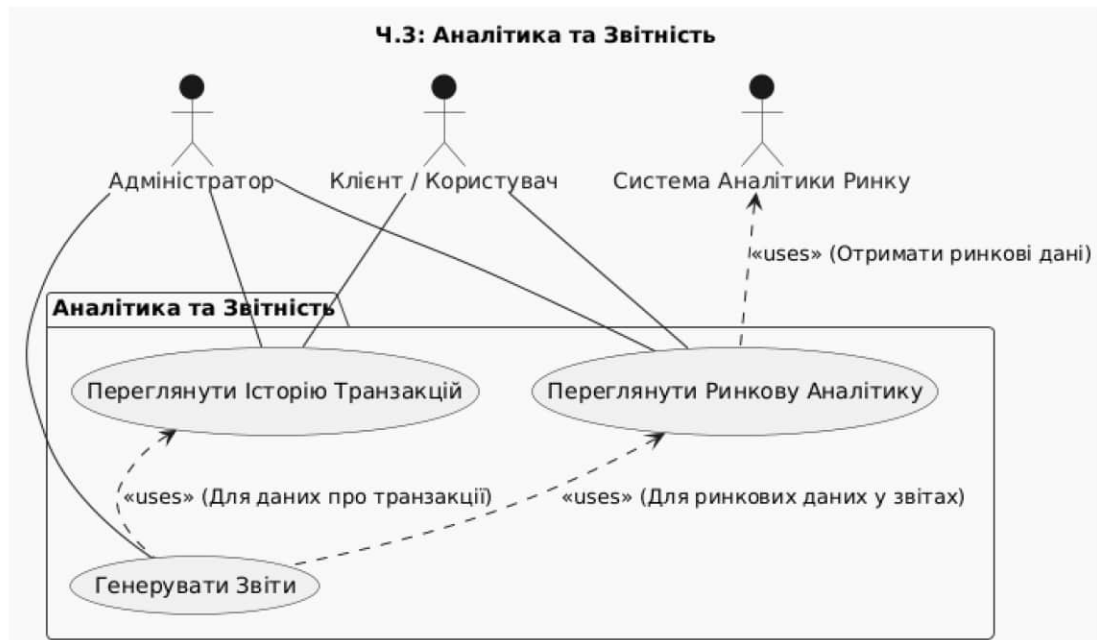 Ч.3: Аналітика та Звітність
Адміністратор
Клієнт / Користувач
Система Аналітики Ринку
«uses» (Отримати ринкові дані)
Аналітика та Звітність
Переглянути Історію Транзакцій
Переглянути Ринкову Аналітику
«uses» (Для даних про транзакції)
«uses» (Для ринкових даних у звітах)
Генерувати Звіти